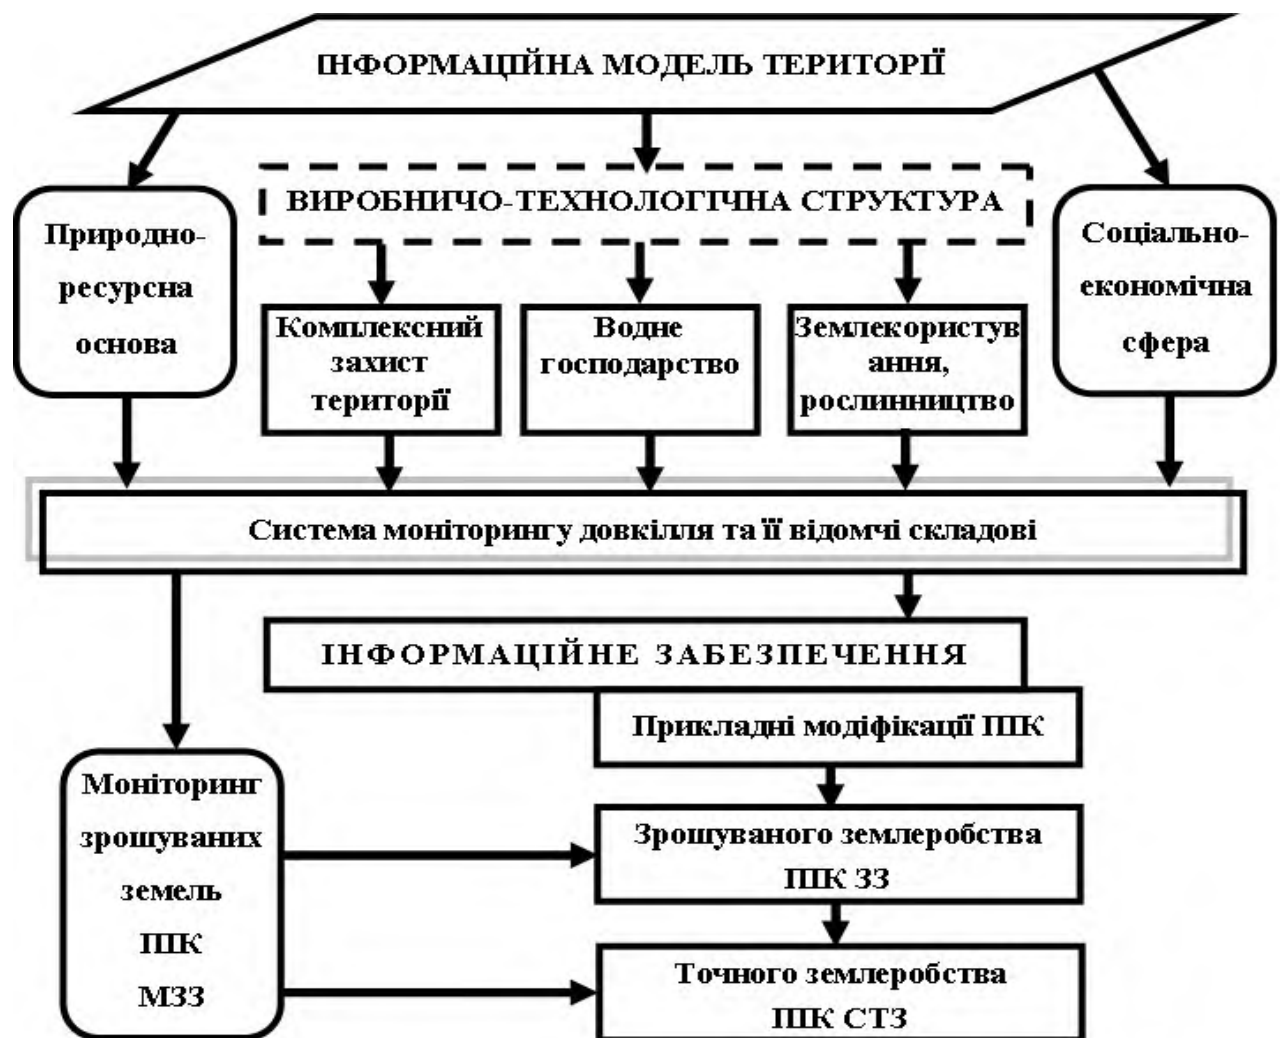 ІНФОРМАЦІЙНА МОДЕЛЬ ТЕРИТОРІЇ
ВИРОБНИЧО-ТЕХНОЛОГІЧНА СТРУКТУРА
Природно-
ресурсна
основа
Комплексний
захист
території
Водне
господарство
Землекористув
ання,
рослинництво
Соціально-
економічна
сфера
Система моніторингу довкілля та її відомчі складові
ІНФОРМАЦІЙНЕ ЗАБЕЗПЕЧЕННЯ
Прикладні модіфікації ПІК
Моніторинг
зрошуваних
земель
ПІК
МЗЗ
Зрошуваного землеробства
ПІК ЗЗ
Точного землеробства
ПІК СТЗ